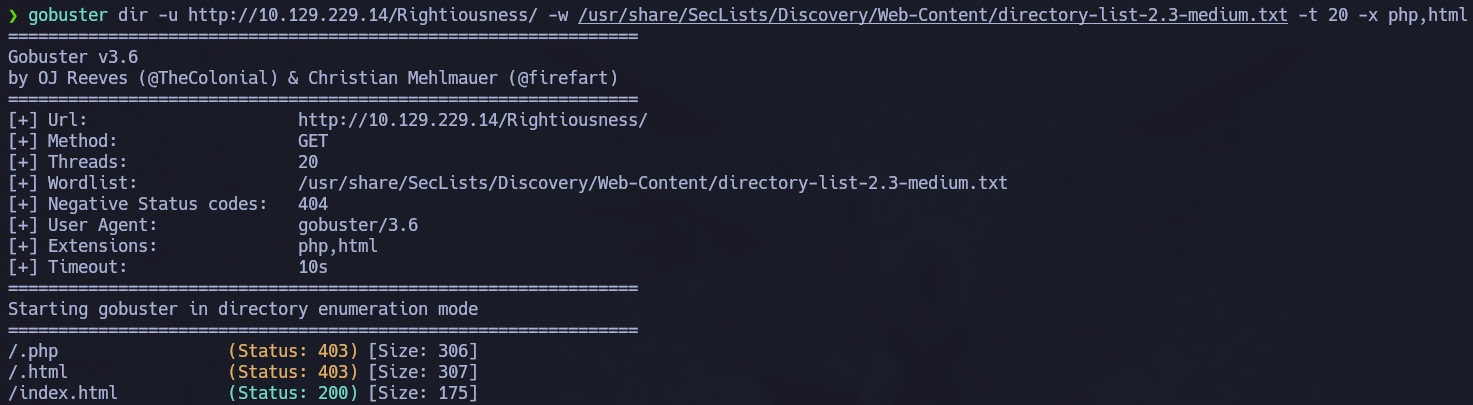 ❯ gobuster dir -u http://10.129.229.14/Rightiousness/ -w /usr/share/SecLists/Discovery/Web-Content/directory-list-2.3-medium.txt -t 20 -x php,html
===============================================================
Gobuster v3.6
by OJ Reeves (@TheColonial) & Christian Mehlmauer (@firefart)
===============================================================
[+] Url:                     http://10.129.229.14/Rightiousness/
[+] Method:                  GET
[+] Threads:                 20
[+] Wordlist:                /usr/share/SecLists/Discovery/Web-Content/directory-list-2.3-medium.txt
[+] Negative Status codes:   404
[+] User Agent:              gobuster/3.6
[+] Extensions:              php,html
[+] Timeout:                 10s
===============================================================
Starting gobuster in directory enumeration mode
===============================================================
/.php                 (Status: 403) [Size: 306]
/.html                (Status: 403) [Size: 307]
/index.html           (Status: 200) [Size: 175]